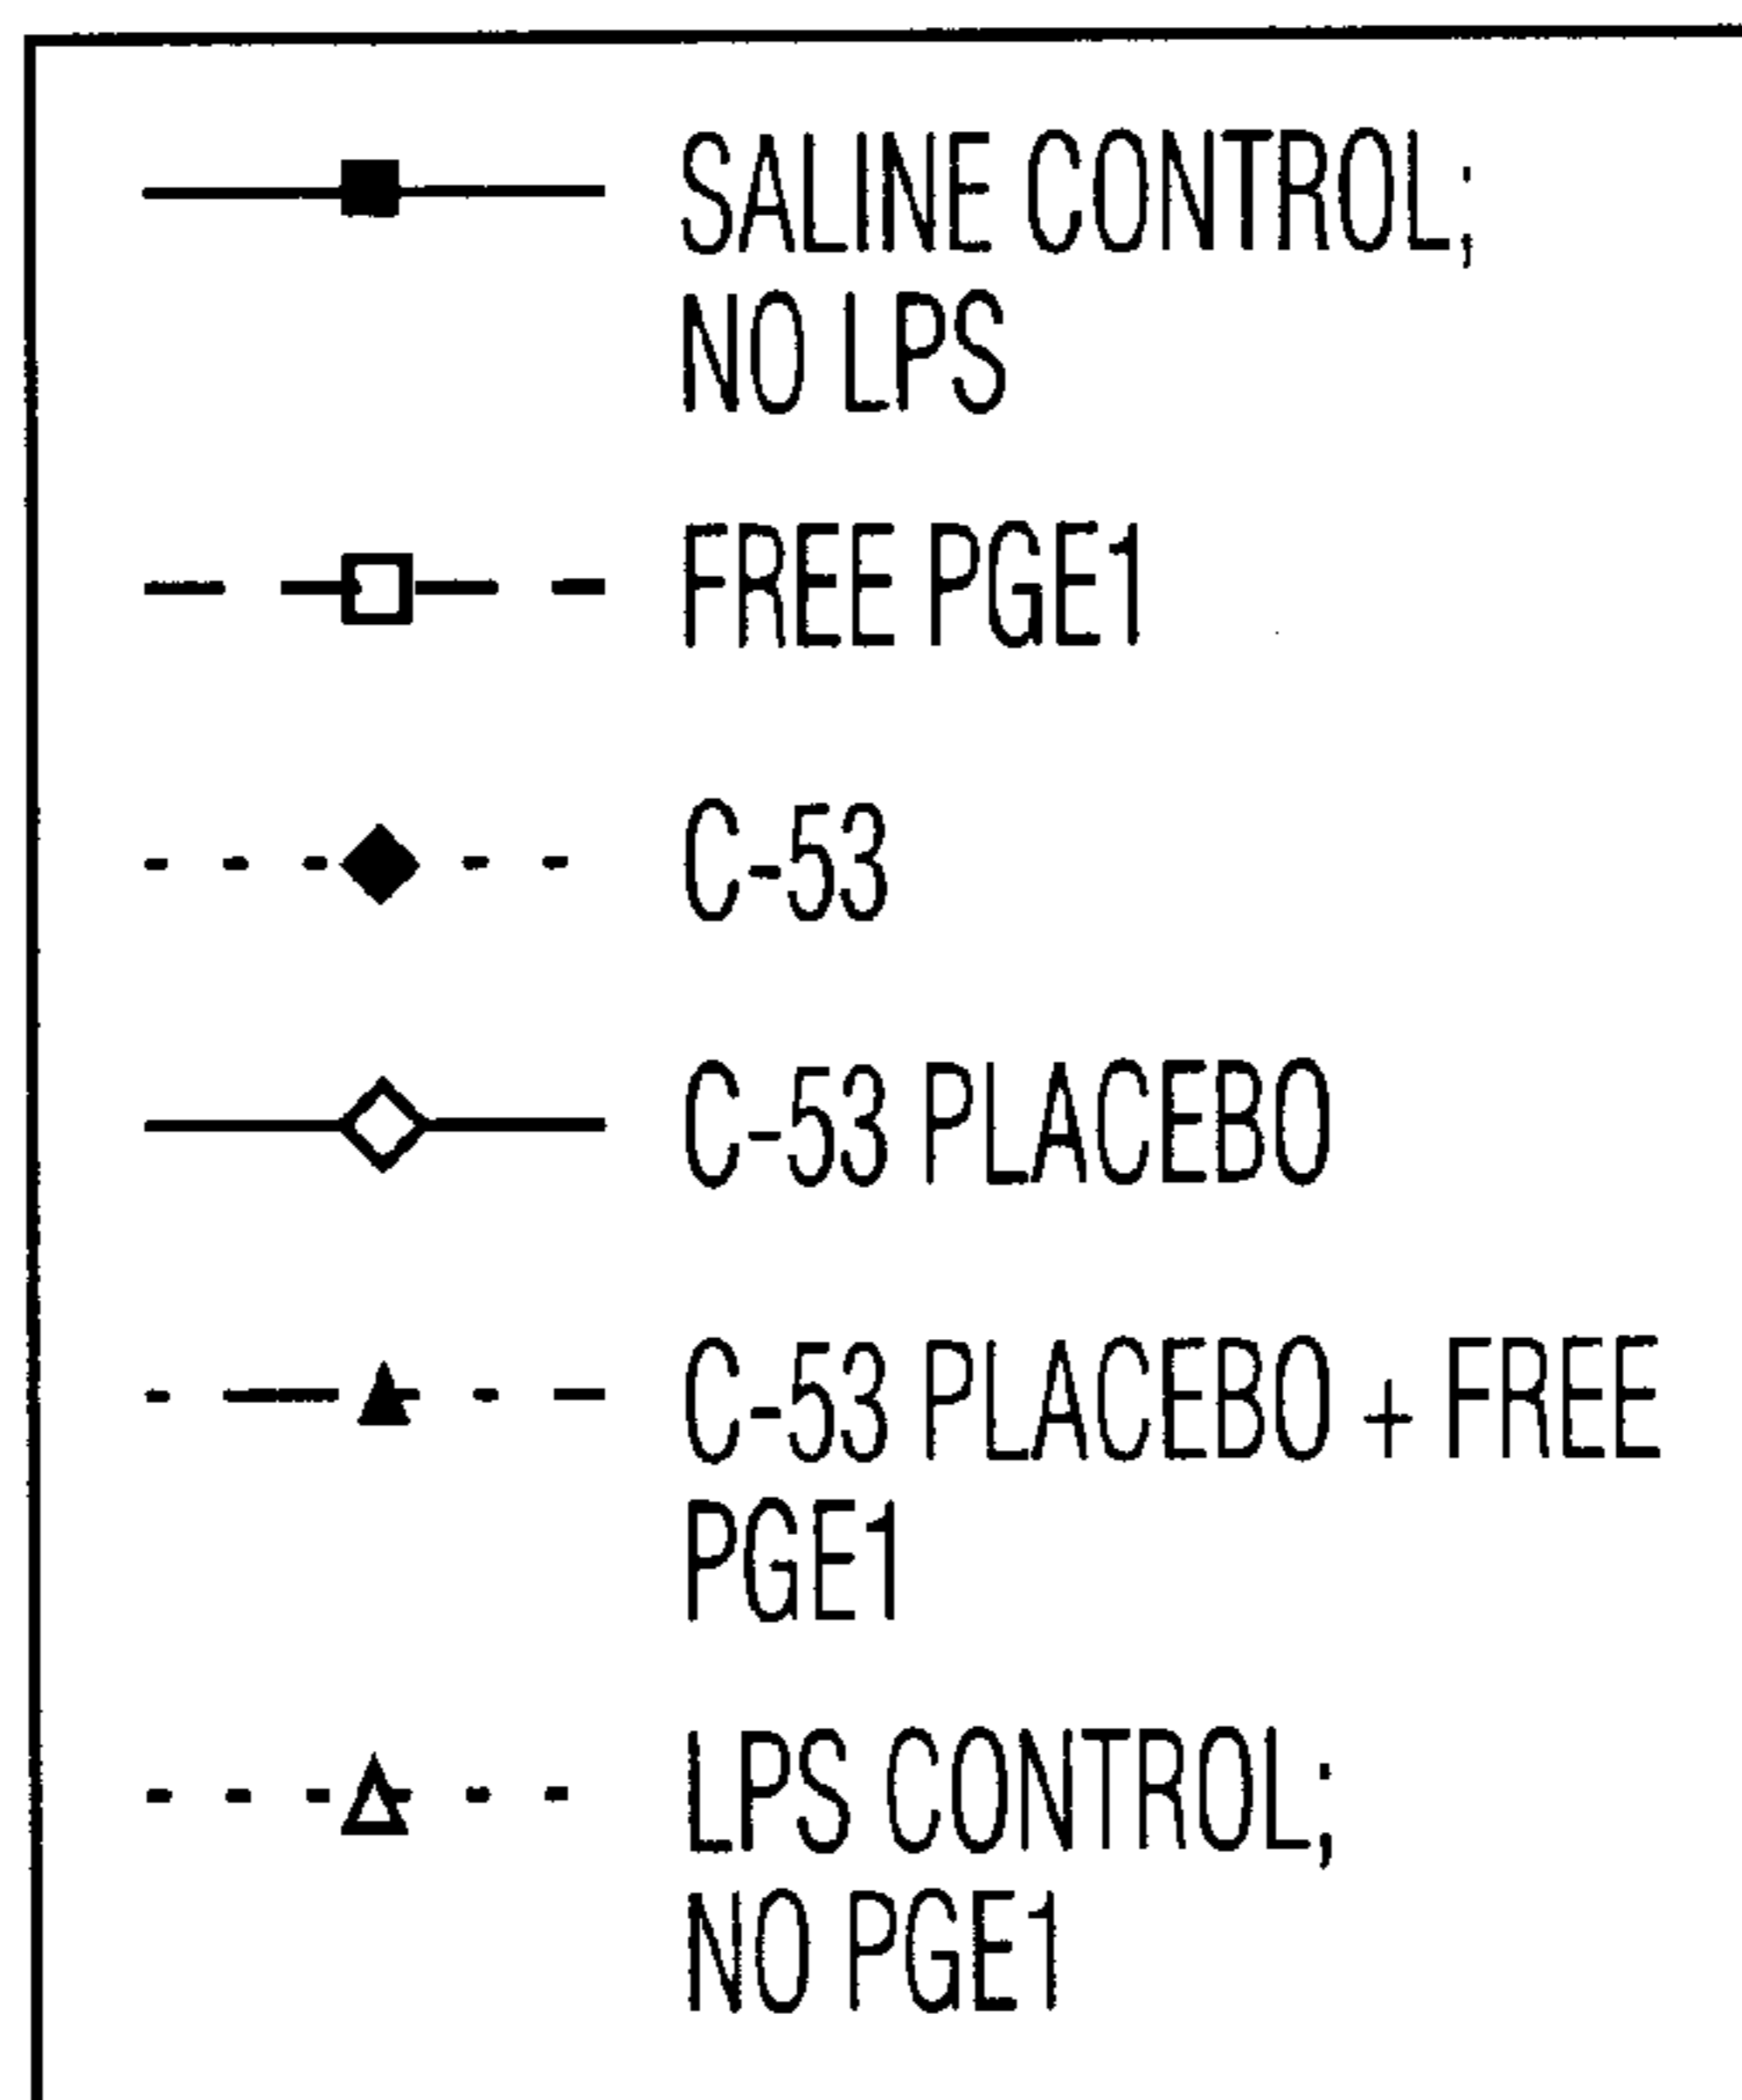 SALINE CONTROL;
NO LPS
FREE PGE1
C-53
C-53 PLACEBO
C-53 PLACEBO + FREE
PGE1
LPS CONTROL;
NO PGE1